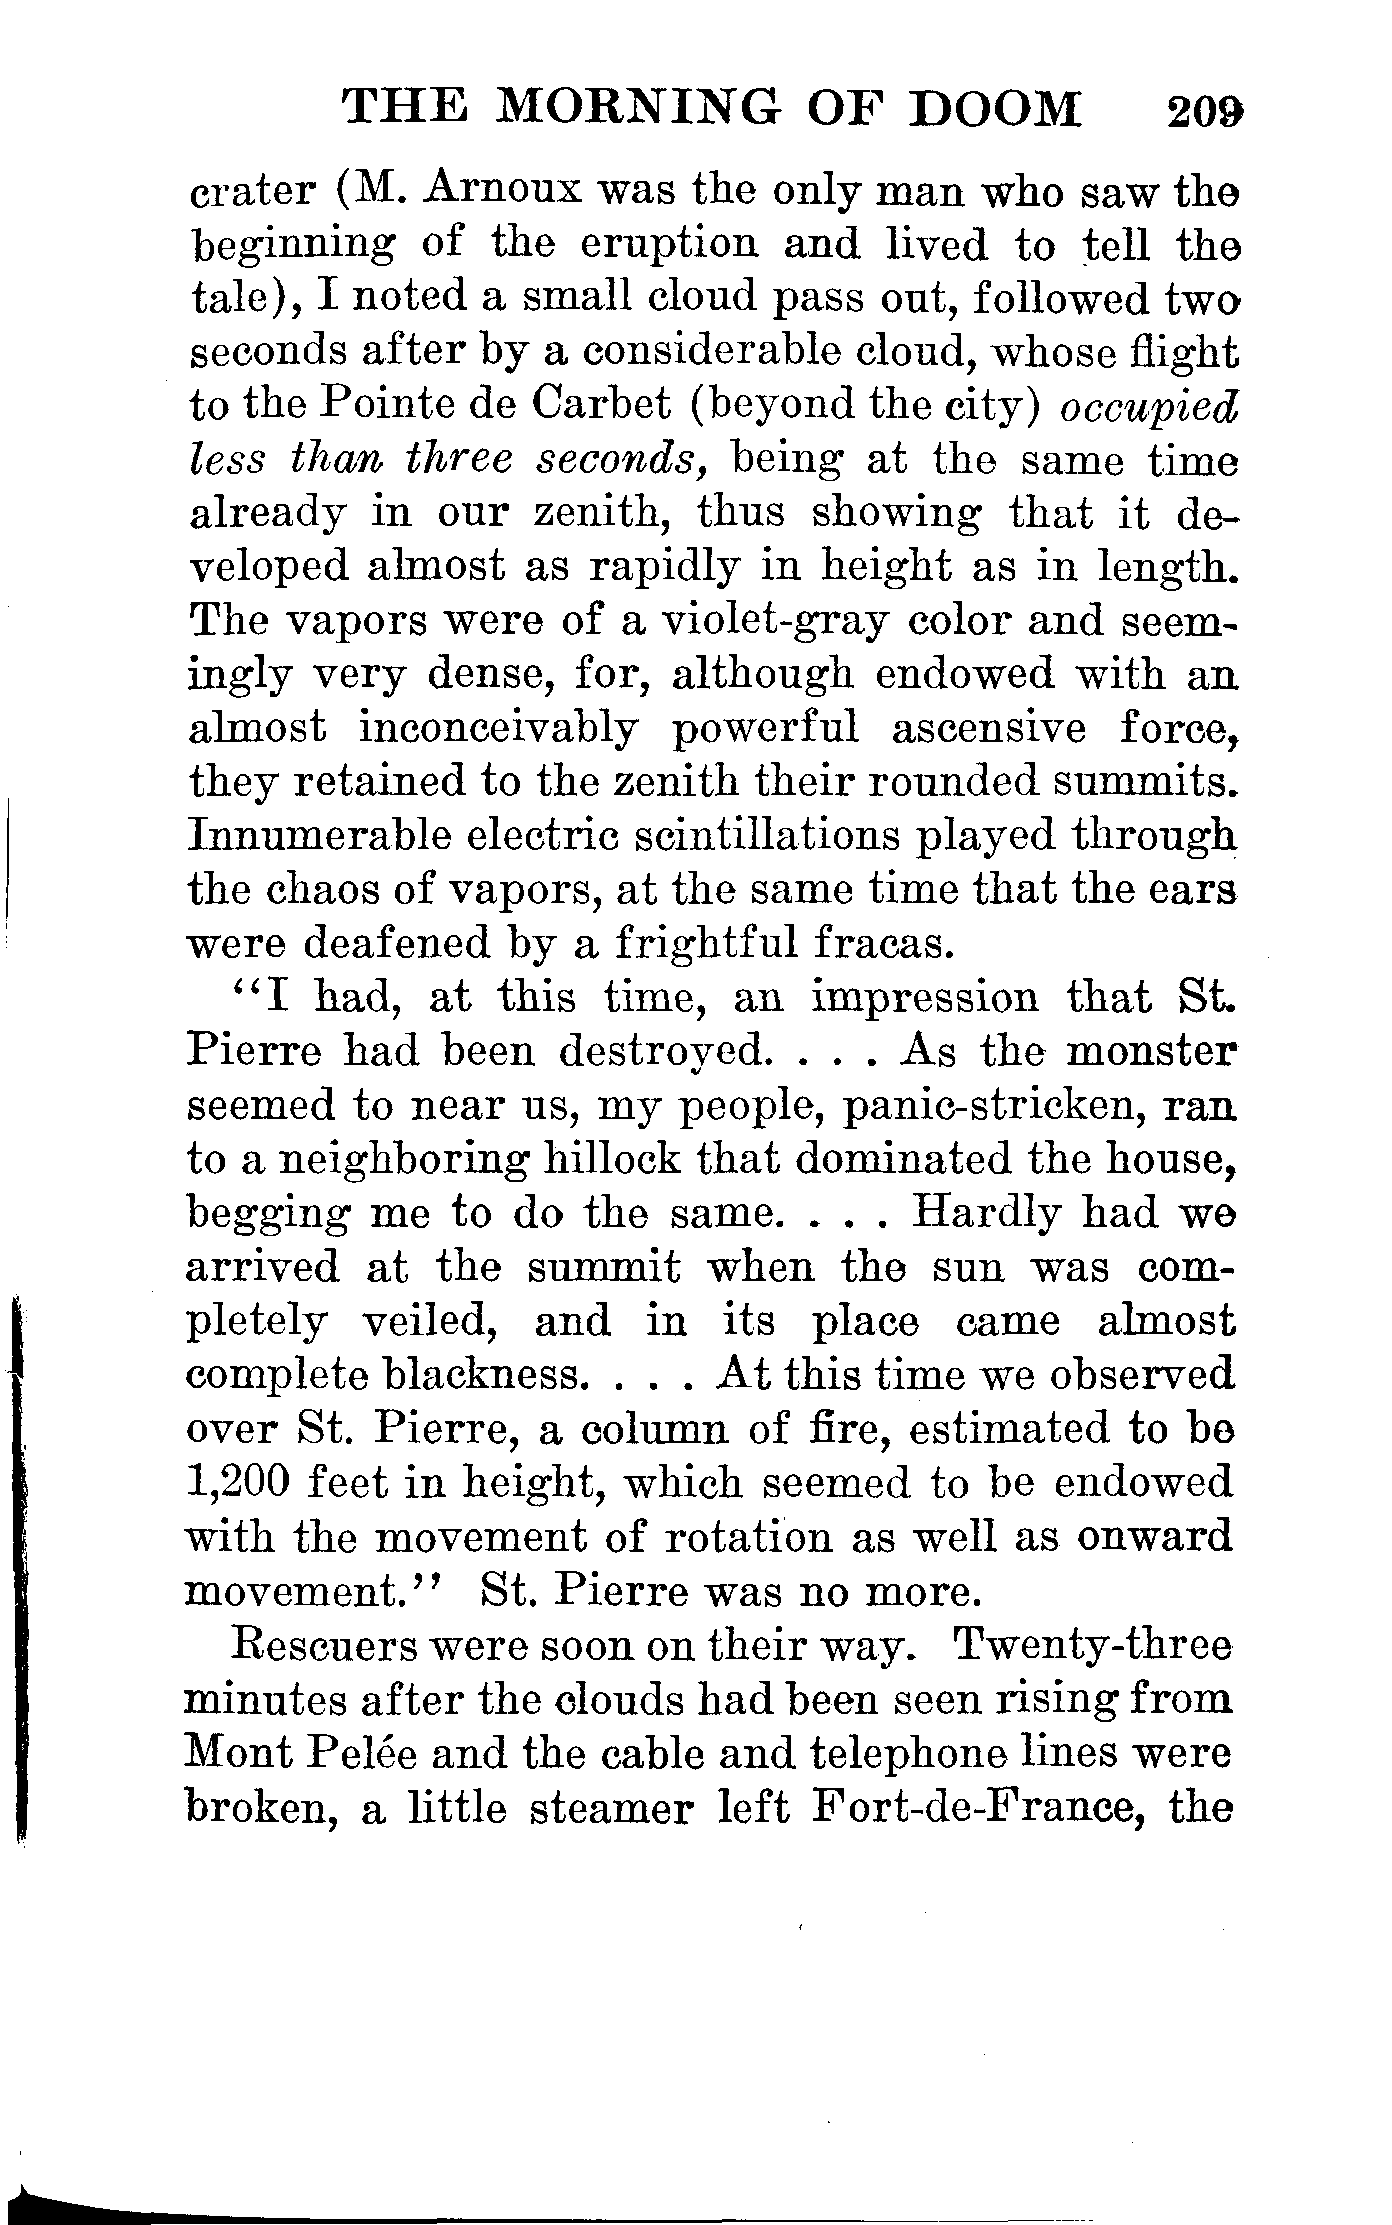 THE MORNING OF DOOM 209
crater (M. Arnoux was the only man who saw the
beginning of the eruption and lived to tell the
tale), I noted a small cloud pass out, followed two
seconds after by a considerable cloud, whose flight
to the Pointe de Carbet (beyond the city) occupied
less than three seconds, being at the same time
already in our zenith, thus showing that it de-
veloped almost as rapidly in height as in length.
The vapors were of a violet-gray color and seem-
ingly very dense, for, although endowed with an
almost inconceivably powerful ascensive force,
they retained to the zenith their rounded summits.
Innumerable electric scintillations played through
the chaos of vapors, at the same time that the ears
were deafened by a frightful fracas.
"I had, at this time, an impression that St.
Pierre had been destroyed. . . . As the monster
seemed to near us, my people, panic-stricken, ran
to a neighboring hillock that dominated the house,
begging me to do the same. . . . Hardly had we
arrived at the summit when the sun was com-
pletely veiled, and in its place came almost
complete blackness. . . . At this time we observed
over St. Pierre, a column of fire, estimated to be
1,200 feet in height, which seemed to be endowed
with the movement of rotation as well as onward
movement." St. Pierre was no more.
Rescuers were soon on their way. Twenty-three
minutes after the clouds had been seen rising from
Mont Pelée and the cable and telephone lines were
broken, a little steamer left Fort-de-France, the